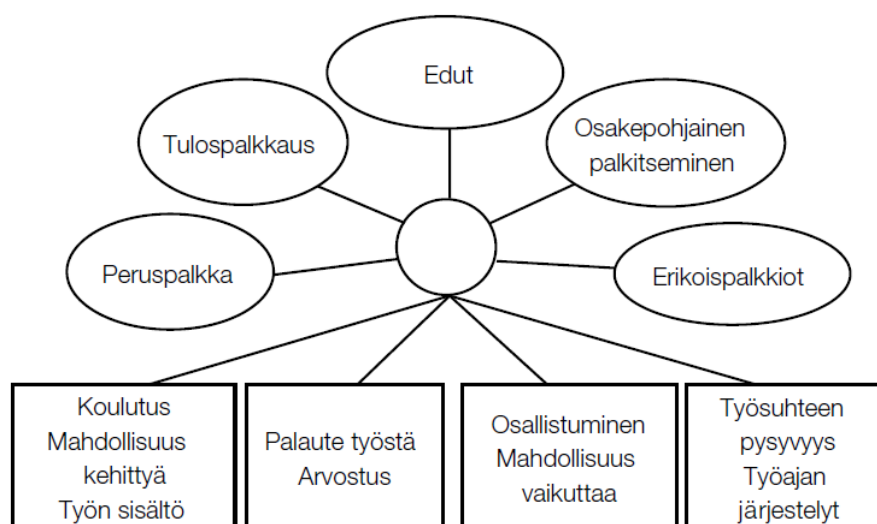 Edut
Tulospalkkaus
Osakepohjainen
palkitseminen
Peruspalkka
Erikoispalkkiot
Koulutus
Mahdollisuus
kehittyä
Työn sisältö
Palaute työstä
Arvostus
Osallistuminen
Mahdollisuus
vaikuttaa
Työsuhteen
pysyvyys
Työajan
järjestelyt